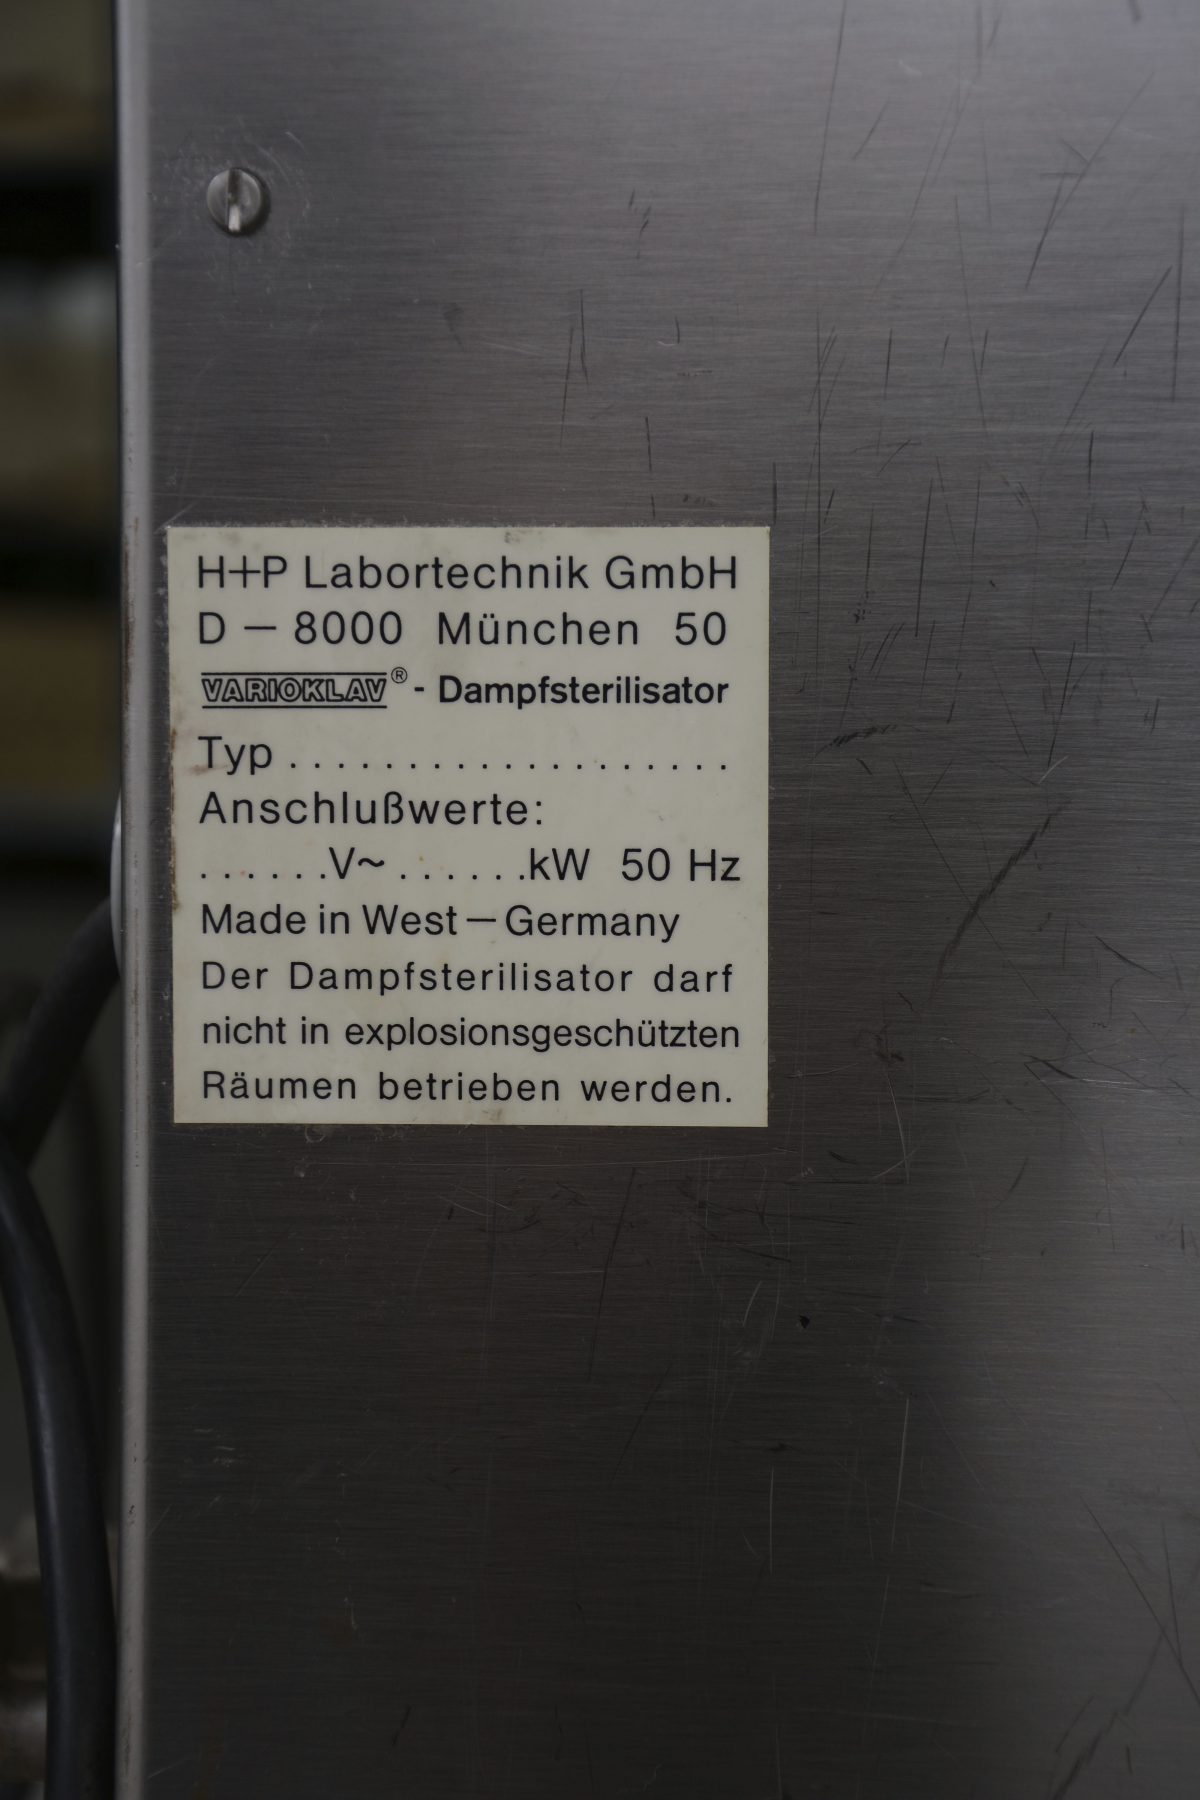 H+P Labortechnik GmbH
D – 8000 München 50
VARIOKLAV® - Dampfsterilisator
Typ ...................
Anschlußwerte:
......V~ ......kW 50 Hz
Made in West – Germany
Der Dampfsterilisator darf
nicht in explosionsgeschützten
Räumen betrieben werden.